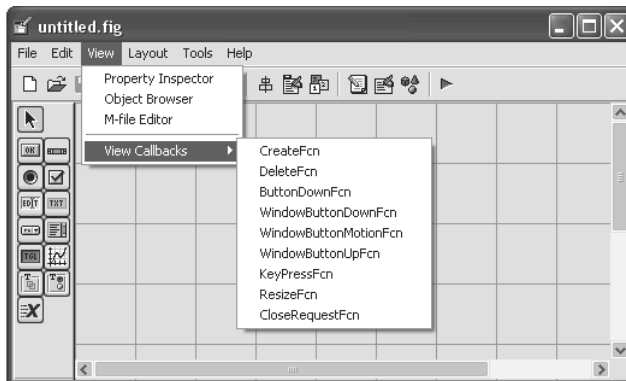 untitled.fig
File Edit View Layout Tools Help
Property Inspector
Object Browser
M-file Editor
View Callbacks
CreateFcn
DeleteFcn
ButtonDownFcn
WindowButtonDownFcn
WindowButtonMotionFcn
WindowButtonUpFcn
KeyPressFcn
ResizeFcn
CloseRequestFcn
OK
EDIT TXT
TGL